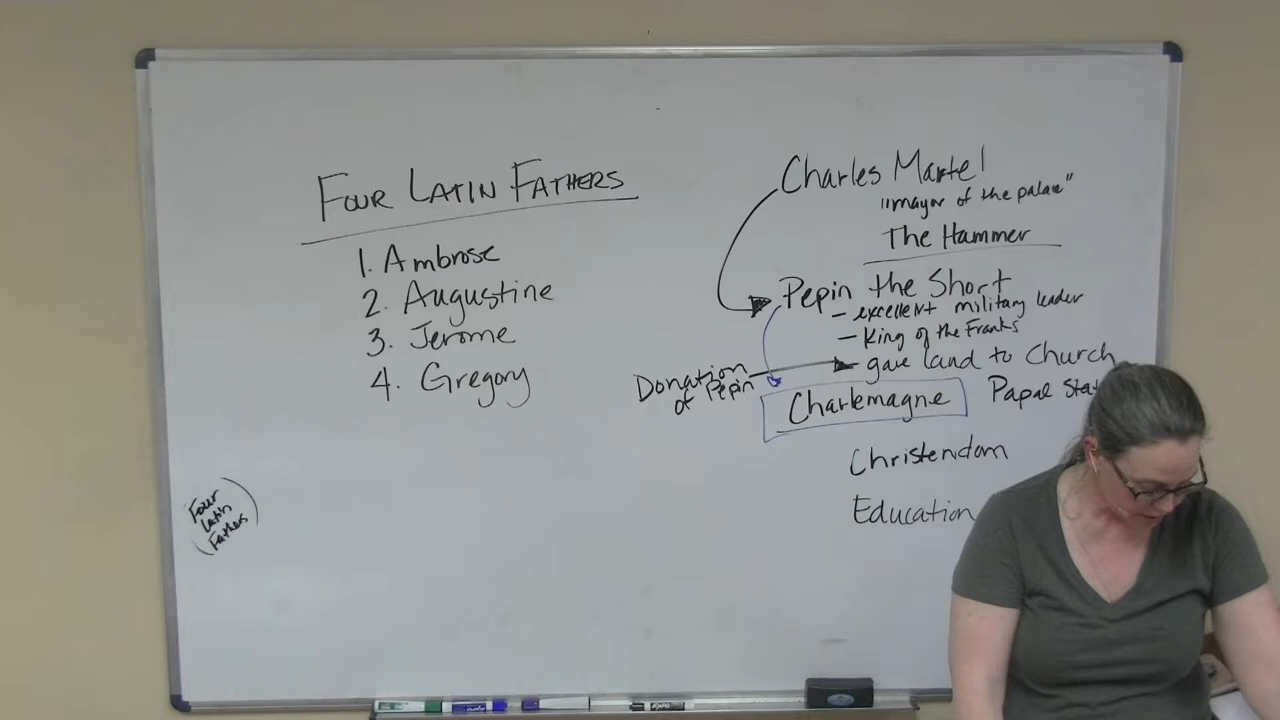 FOUR LATIN FATHERS
1. Ambrose
2. Augustine
3. Jerome
4. Gregory
(Four
Latin
Fathers)
Charles Martel
"mayor of the palace"
The Hammer
Pepin the Short
- excellent military leader
- King of the Franks
- gave land to Church
Donation
of Pepin
Papal Stat
Charlemagne
Christendom
Education
EXPO